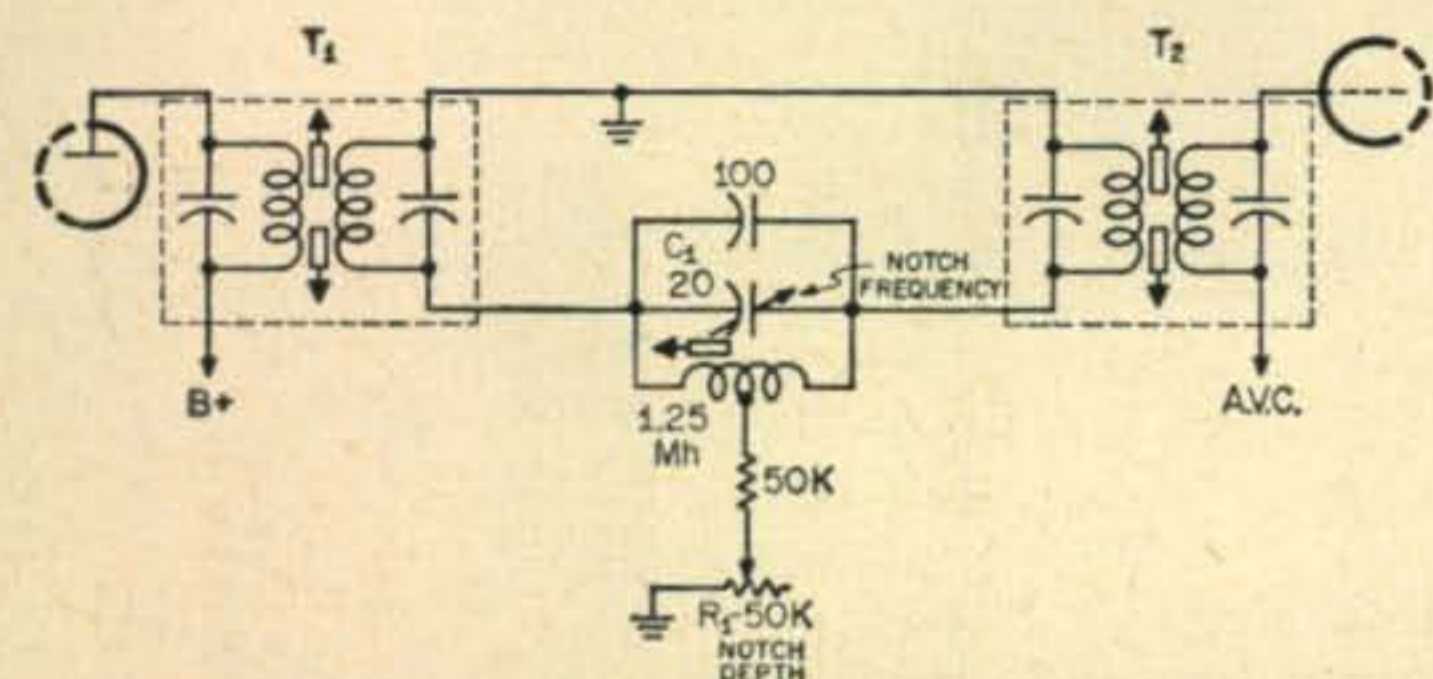 T₁
T₂
100
C₁
20
NOTCH
FREQUENCY
B+
1.25
Mh
A.V.C.
50K
R₁-50K
NOTCH
DEPTH